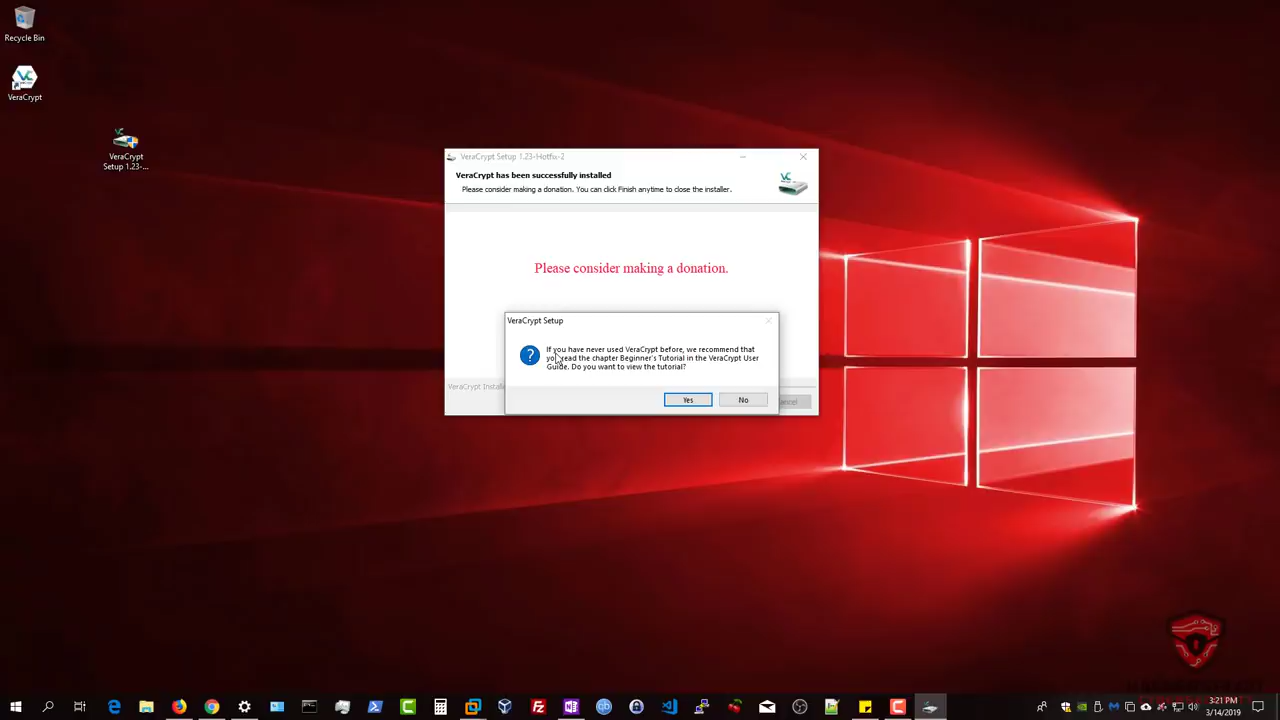 Recycle Bin
VeraCrypt
VeraCrypt
Setup 1.23-...
VeraCrypt Setup 1.23-Hotfix-2
VeraCrypt has been successfully installed
Please consider making a donation. You can click Finish anytime to close the installer.
Please consider making a donation.
VeraCrypt Setup
If you have never used VeraCrypt before, we recommend that
you read the chapter Beginner's Tutorial in the VeraCrypt User
Guide. Do you want to view the tutorial?
VeraCrypt Installe
Yes
No
ancel
3:21 PM
3/14/2019